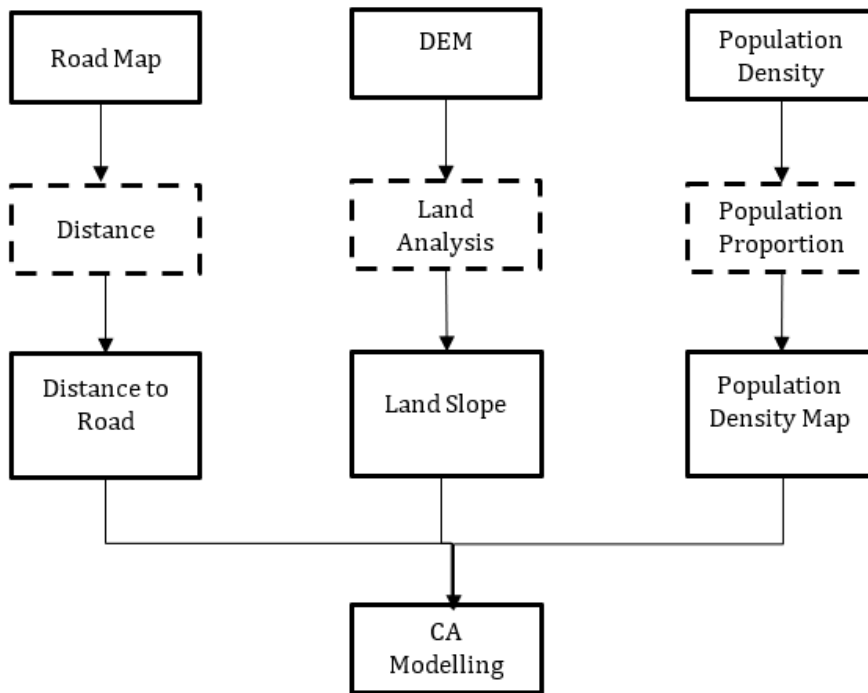 Road Map
DEM
Population
Density
Distance
Land
Analysis
Population
Proportion
Distance to
Road
Land Slope
Population
Density Map
CA
Modelling